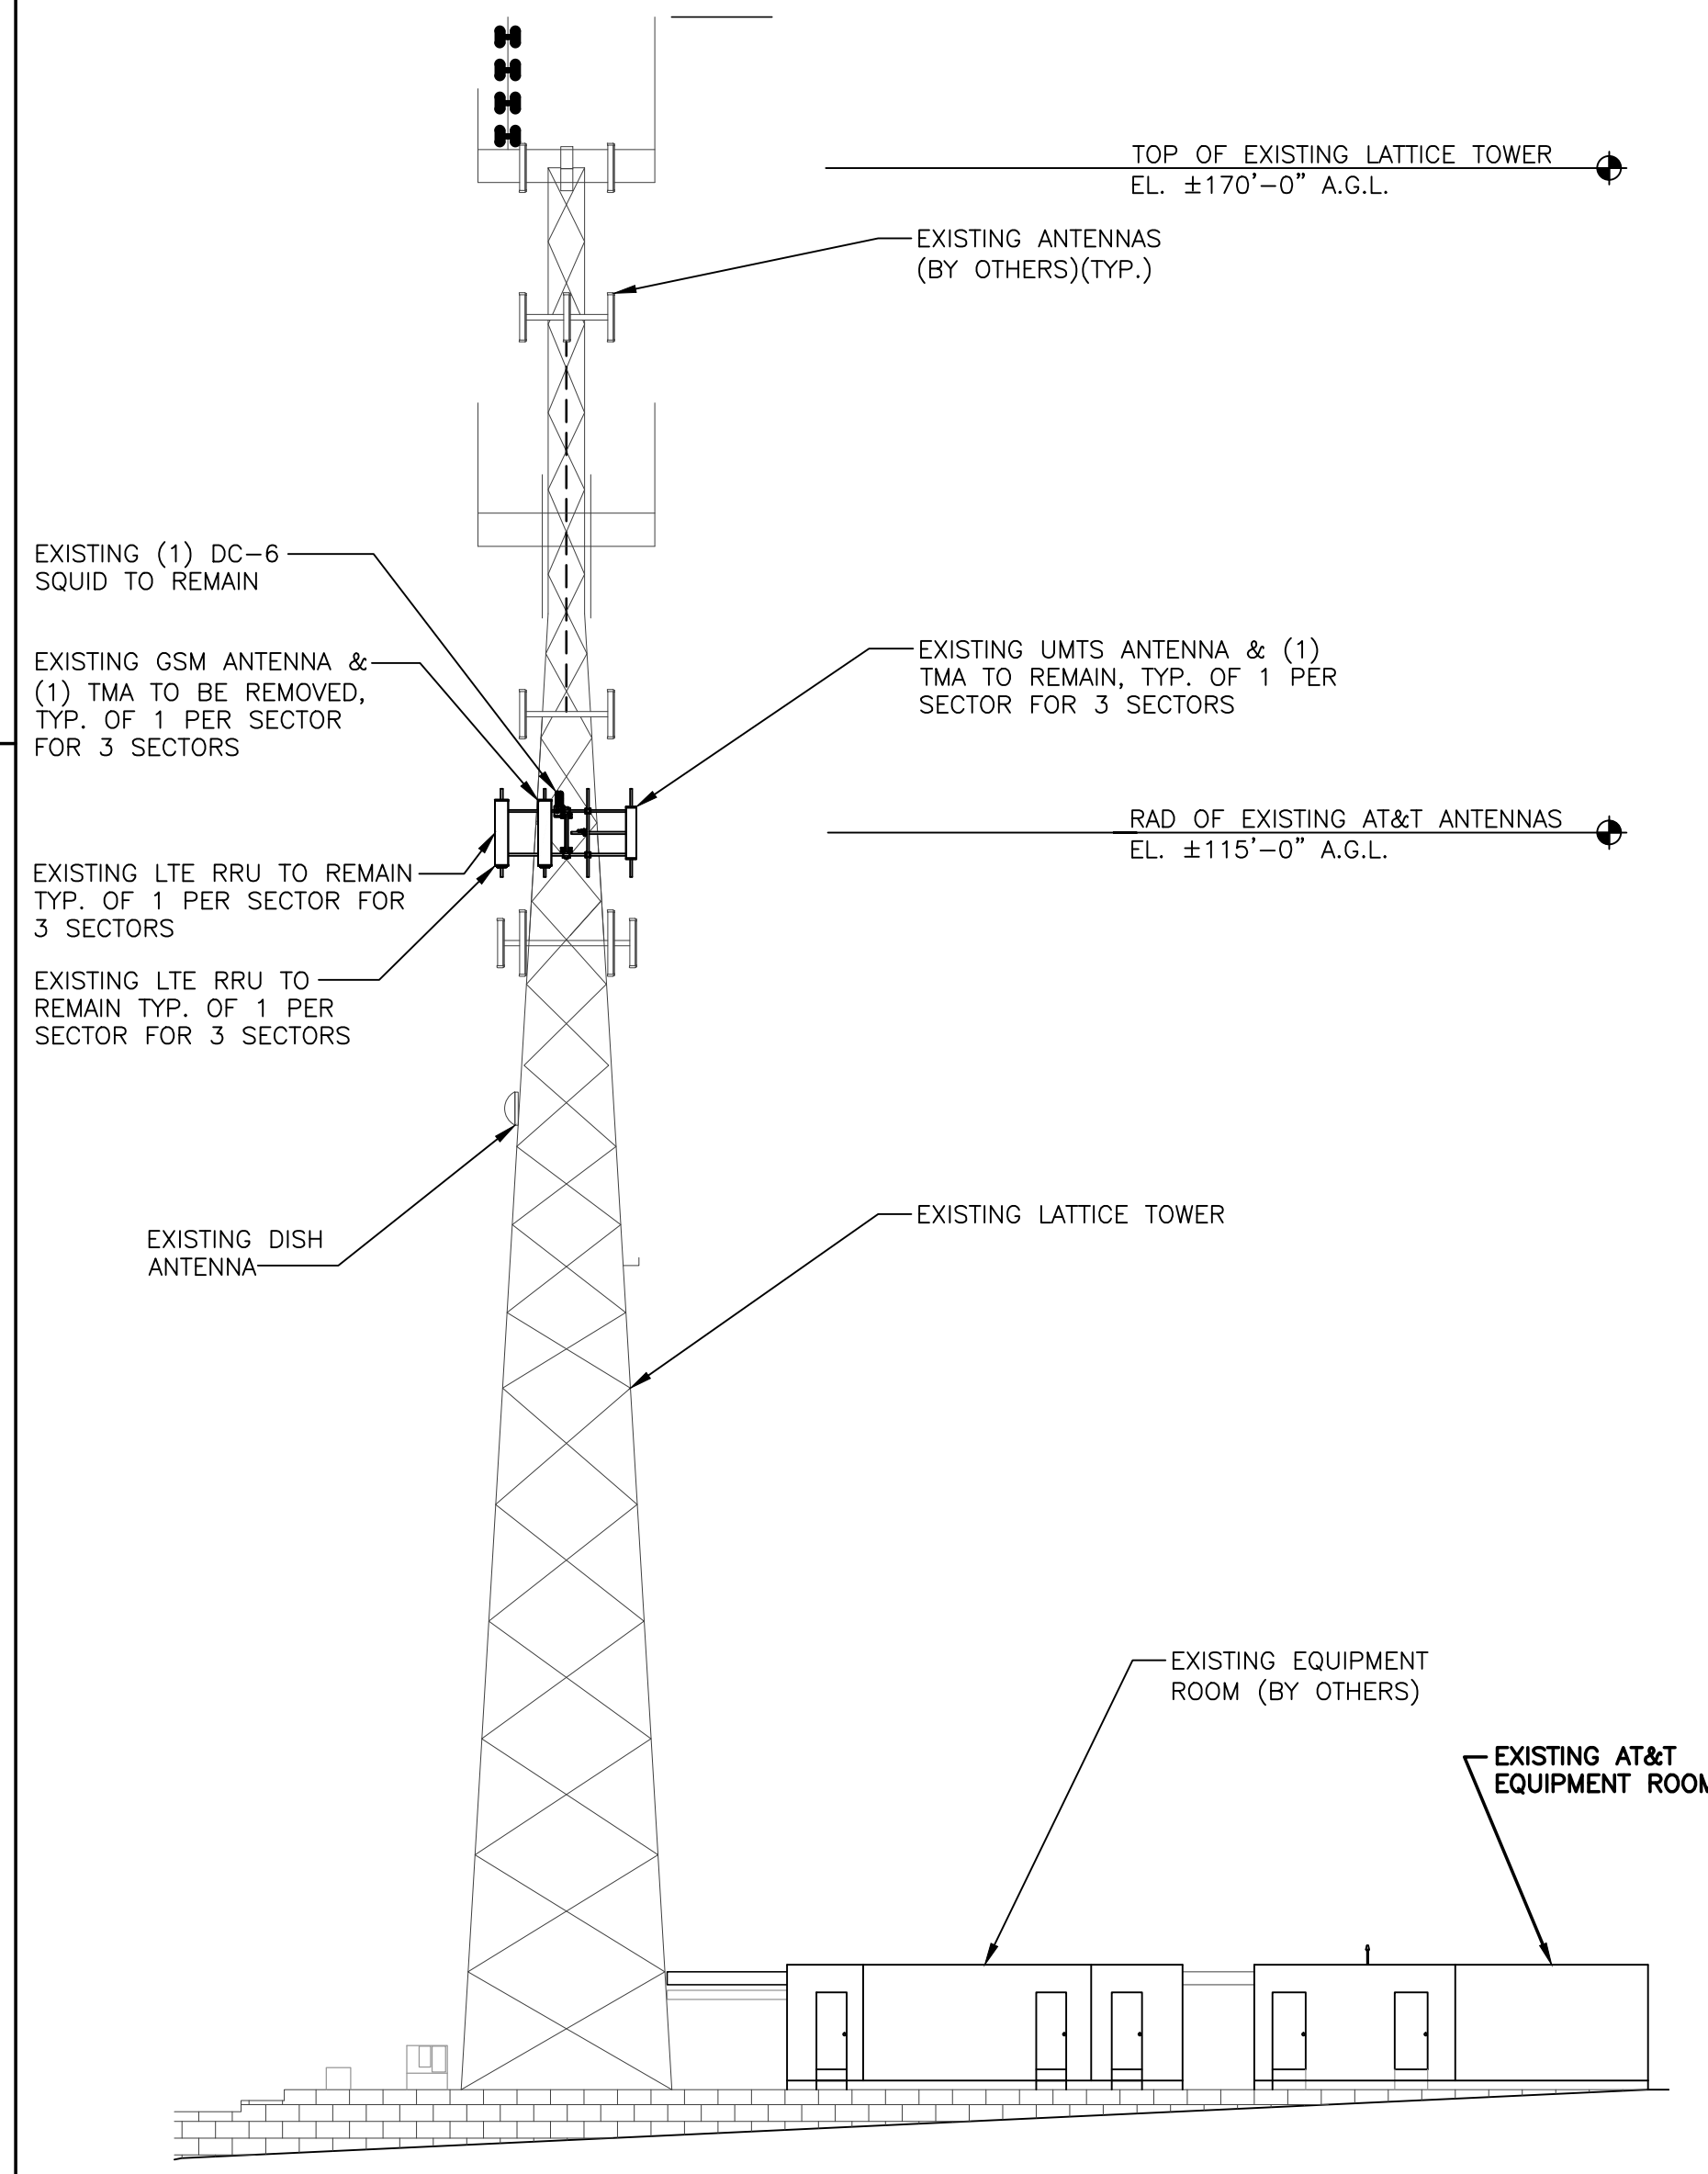 TOP OF EXISTING LATTICE TOWER
EL. ±170'-0" A.G.L.
EXISTING ANTENNAS
(BY OTHERS)(TYP.)
EXISTING (1) DC-6
SQUID TO REMAIN
EXISTING GSM ANTENNA &
(1) TMA TO BE REMOVED,
TYP. OF 1 PER SECTOR
FOR 3 SECTORS
EXISTING UMTS ANTENNA & (1)
TMA TO REMAIN, TYP. OF 1 PER
SECTOR FOR 3 SECTORS
RAD OF EXISTING AT&T ANTENNAS
EL. ±115'-0" A.G.L.
EXISTING LTE RRU TO REMAIN
TYP. OF 1 PER SECTOR FOR
3 SECTORS
EXISTING LTE RRU TO
REMAIN TYP. OF 1 PER
SECTOR FOR 3 SECTORS
EXISTING DISH
ANTENNA
EXISTING LATTICE TOWER
EXISTING EQUIPMENT
ROOM (BY OTHERS)
EXISTING AT&T
EQUIPMENT ROOM